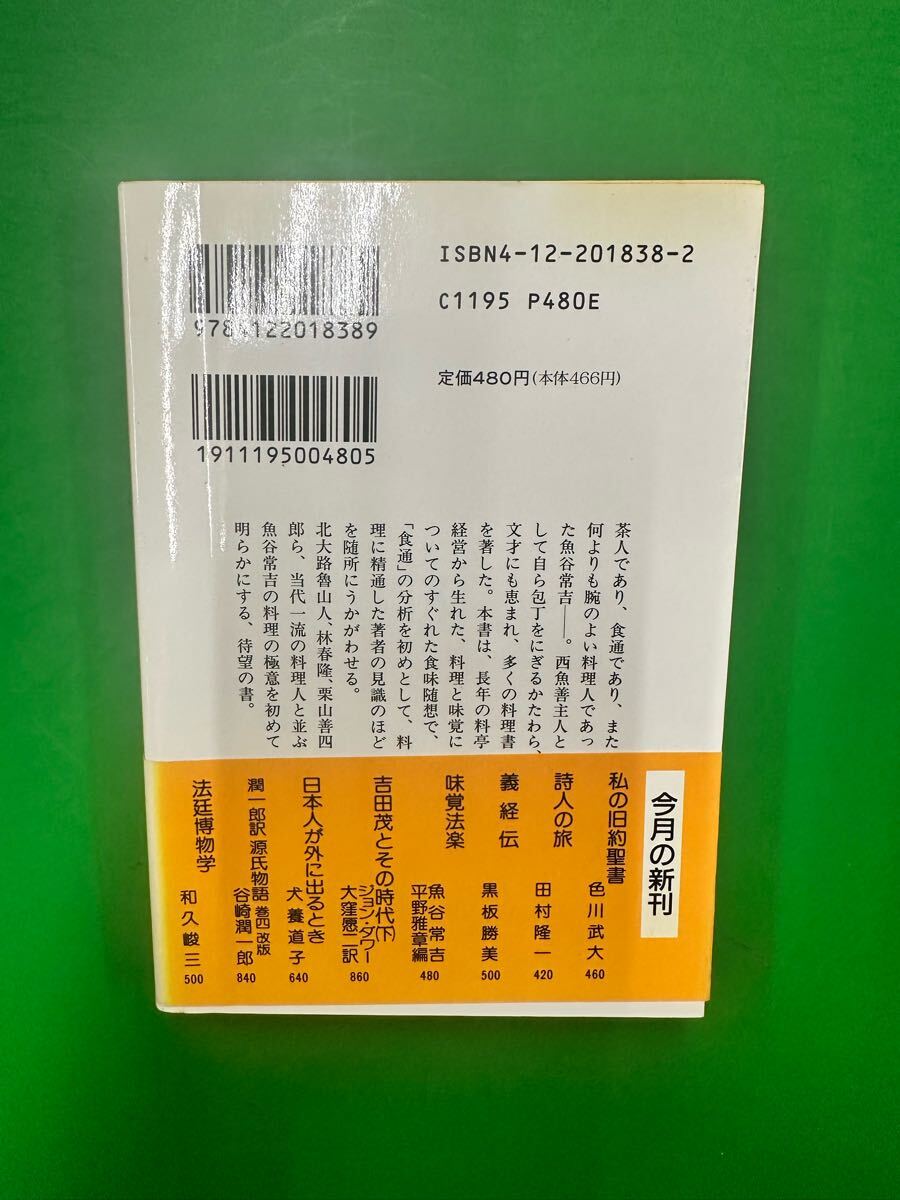 ISBN4-12-201838-2
C1195 P480E
9784122018389
定価480円(本体466円)
1911195004805
茶人であり、食通であり、また
何よりも腕のよい料理人であっ
た魚谷常吉――。西魚善主人と
して自ら包丁をにぎるかたわら、
文才にも恵まれ、多くの料理書
を著した。本書は、長年の料亭
経営から生れた、料理と味覚に
ついてのすぐれた食味随想で、
「食通」の分析を初めとして、料
理に精通した著者の見識のほど
を随所にうかがわせる。
北大路魯山人、林春隆、栗山善四
郎ら、当代一流の料理人と並ぶ
魚谷常吉の料理の極意を初めて
明らかにする、待望の書。
今月の新刊
私の旧約聖書 色川武大 460
詩人の旅 田村隆一 420
義経伝 黒板勝美 500
味覚法楽 魚谷常吉 平野雅章編 480
吉田茂とその時代(下) ジョン・ダワー 大窪愿二訳 860
日本人が外に出るとき 犬養道子 640
潤一郎訳 源氏物語 巻四 改版 谷崎潤一郎 840
法廷博物学 和久峻三 500